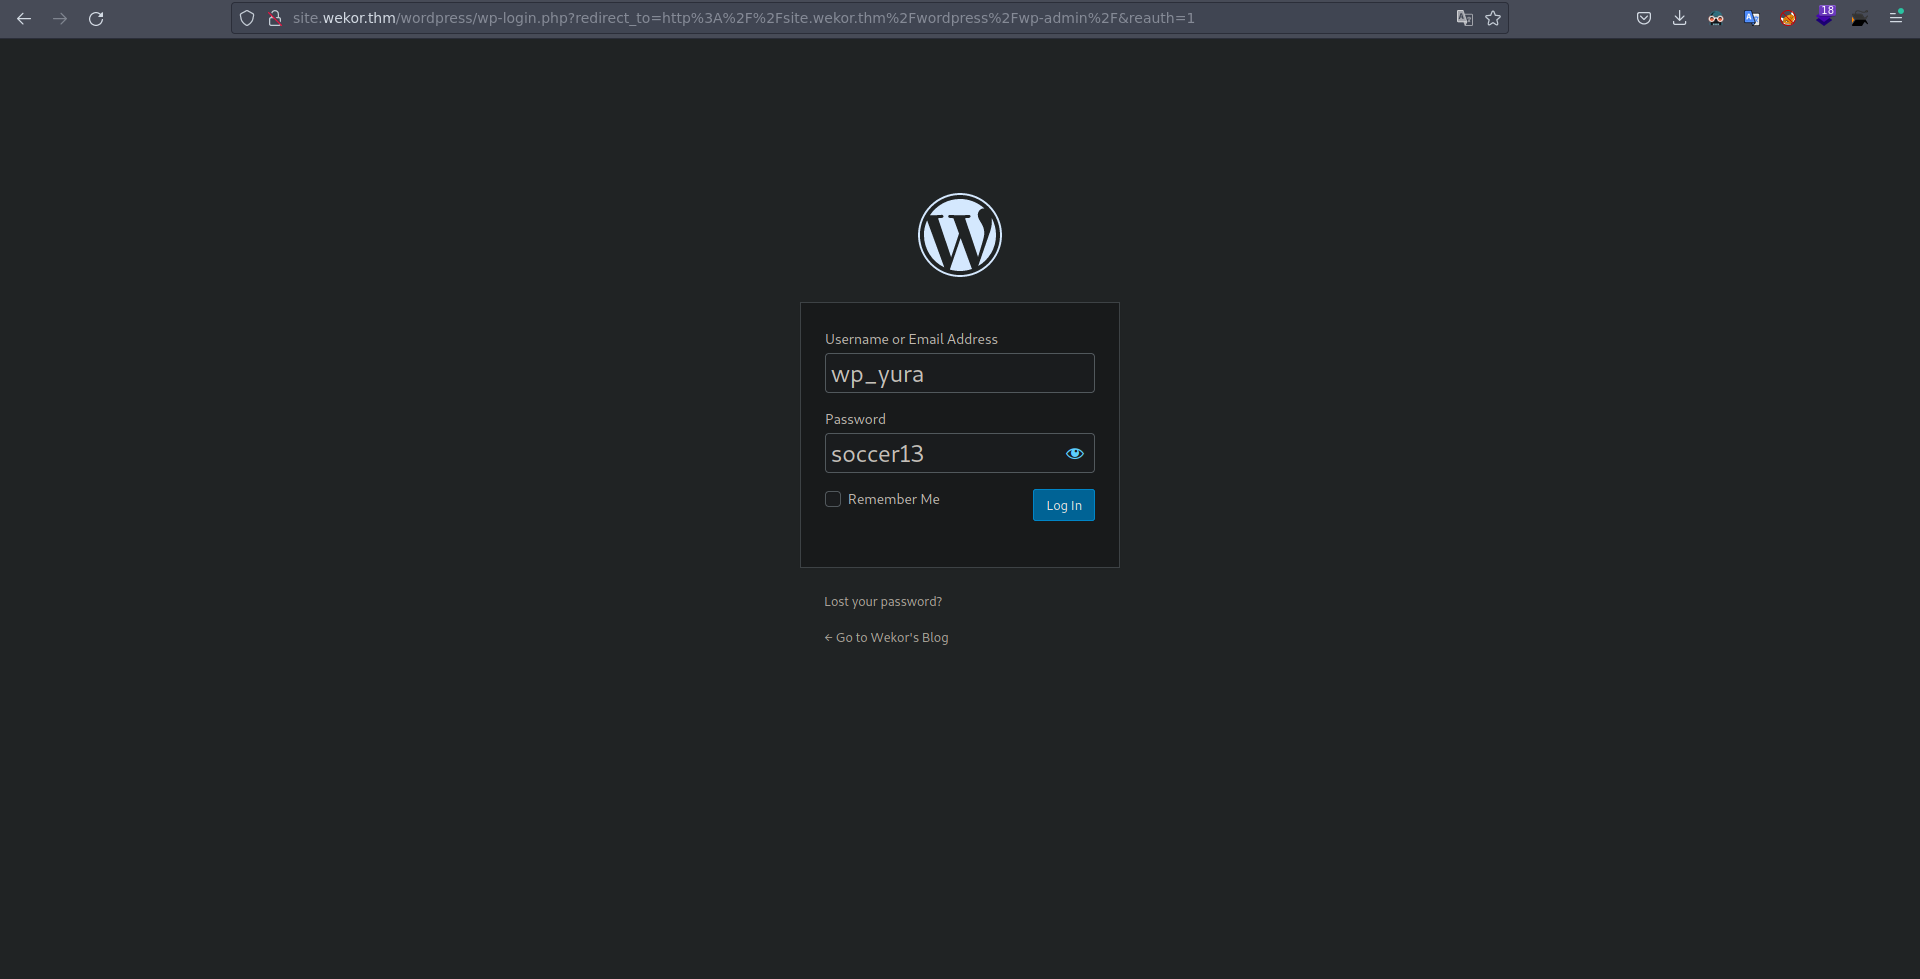 site.wekor.thm/wordpress/wp-login.php?redirect_to=http%3A%2F%2Fsite.wekor.thm%2Fwordpress%2Fwp-admin%2F&reauth=1
18
Username or Email Address
wp_yura
Password
soccer13
Remember Me
Log In
Lost your password?
← Go to Wekor's Blog